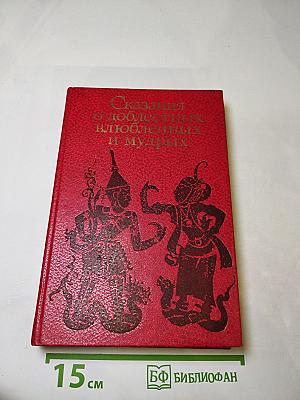 Сказания
о доблестных,
влюбленных
и мудрых
15 см
БФ БИБЛИОФАН